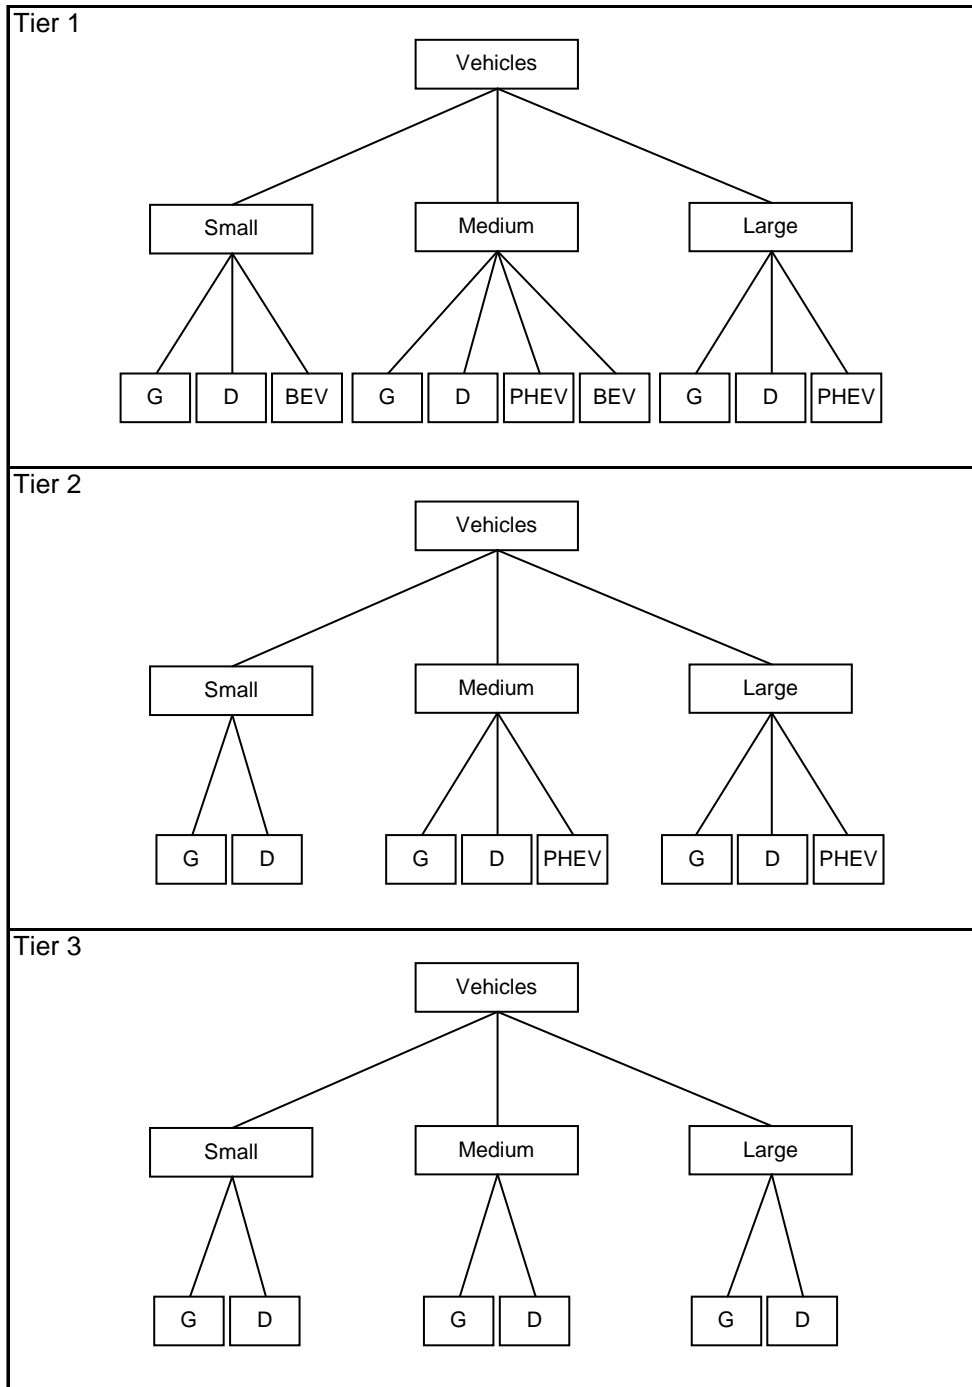 Tier 1
Vehicles
Small Medium Large
G D BEV G D PHEV BEV G D PHEV
Tier 2
Vehicles
Small Medium Large
G D G D PHEV G D PHEV
Tier 3
Vehicles
Small Medium Large
G D G D G D